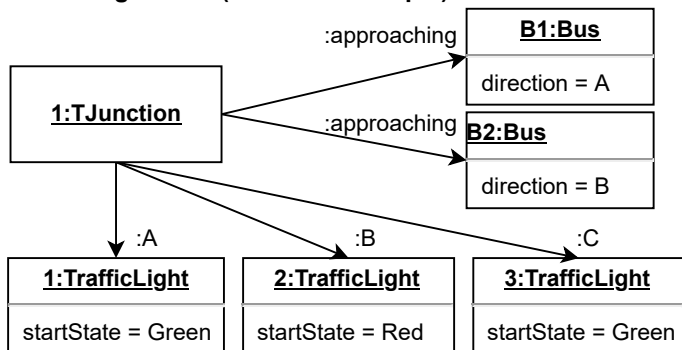 :approaching
B1:Bus
direction = A
1:TJunction
:approaching
B2:Bus
direction = B
:A
:B
:C
1:TrafficLight
2:TrafficLight
3:TrafficLight
startState = Green
startState = Red
startState = Green